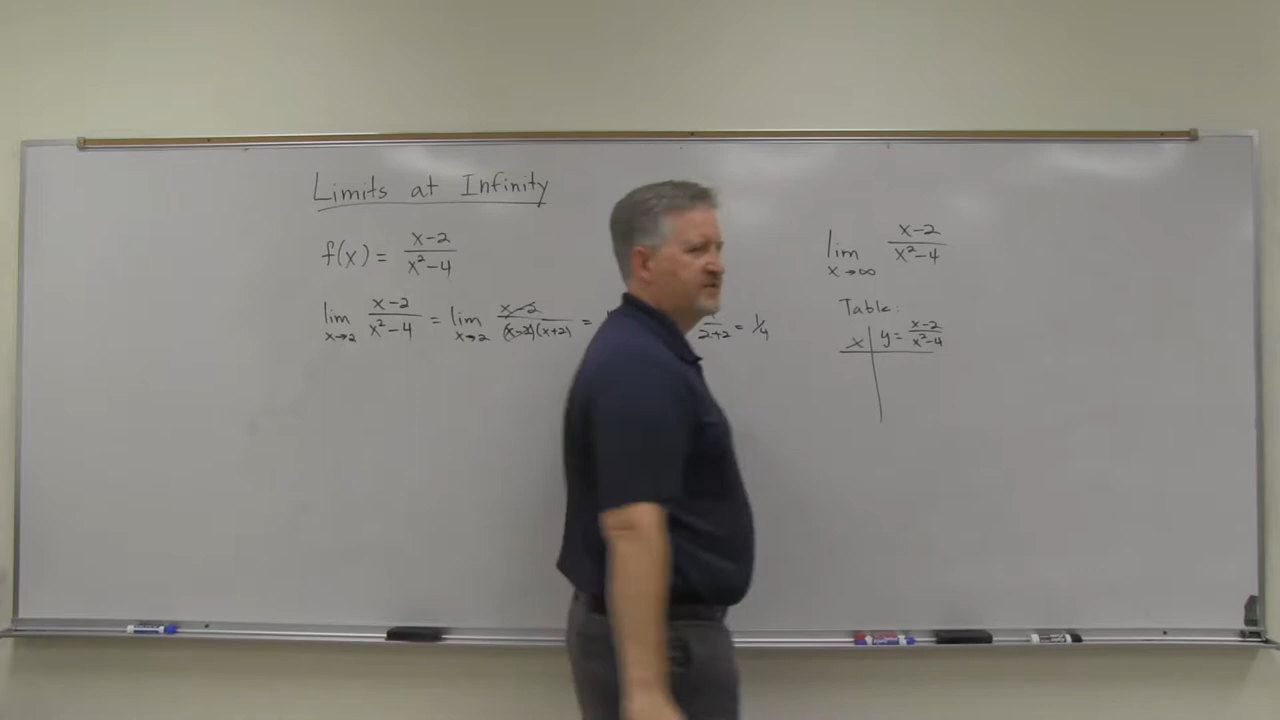 Limits at Infinity
f(x) = x-2 / x²-4
lim x→2 x-2 / x²-4 = lim x→2 x-2 / (x-2)(x+2) = / 2+2 = 1/4
lim x→∞ x-2 / x²-4
Table:
x | y = x-2 / x²-4